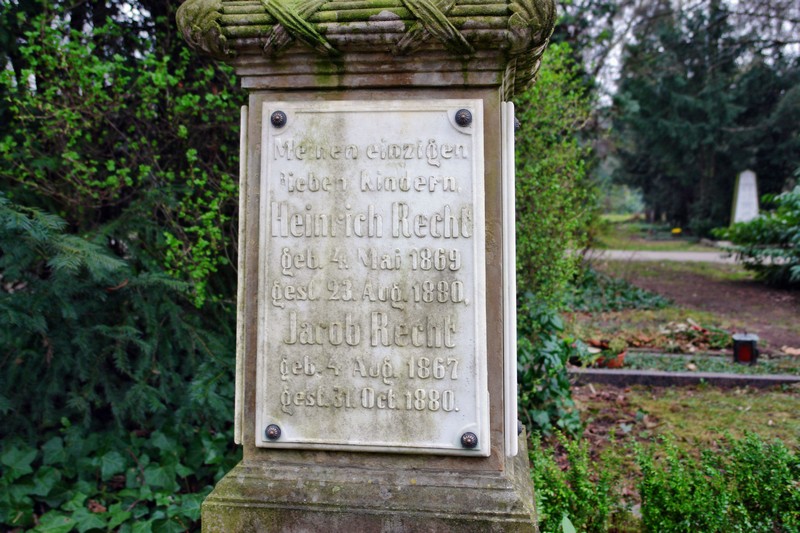 Meinen einzigen
lieben Kindern,
Heinrich Recht
geb. 4. Mai 1869
gest. 23. Aug. 1880,
Jacob Recht
geb. 4. Aug. 1867
gest. 31. Oct. 1880.